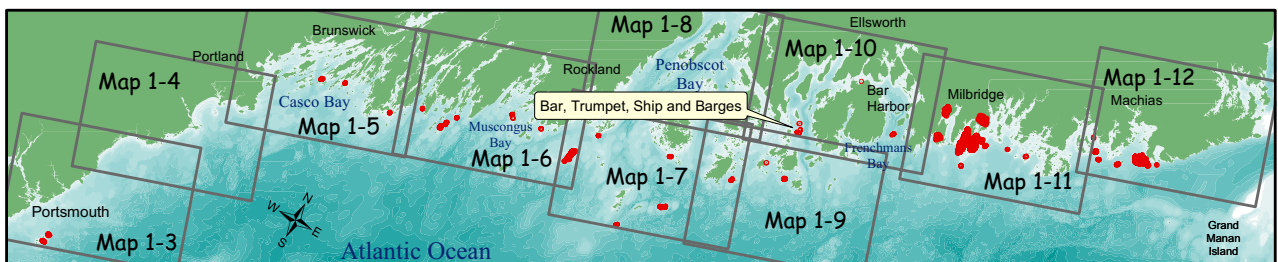 Map 1-8
Ellsworth
Brunswick
Map 1-10
Portland
Penobscot
Bay
Rockland
Map 1-4
Map 1-12
Bar
Harbor
Milbridge
Machias
Casco Bay
Bar, Trumpet, Ship and Barges
Map 1-5
Muscongus
Bay
Map 1-6
Frenchmans
Bay
Map 1-7
Map 1-11
Portsmouth
N
W
E
S
Map 1-9
Map 1-3
Atlantic Ocean
Grand
Manan
Island